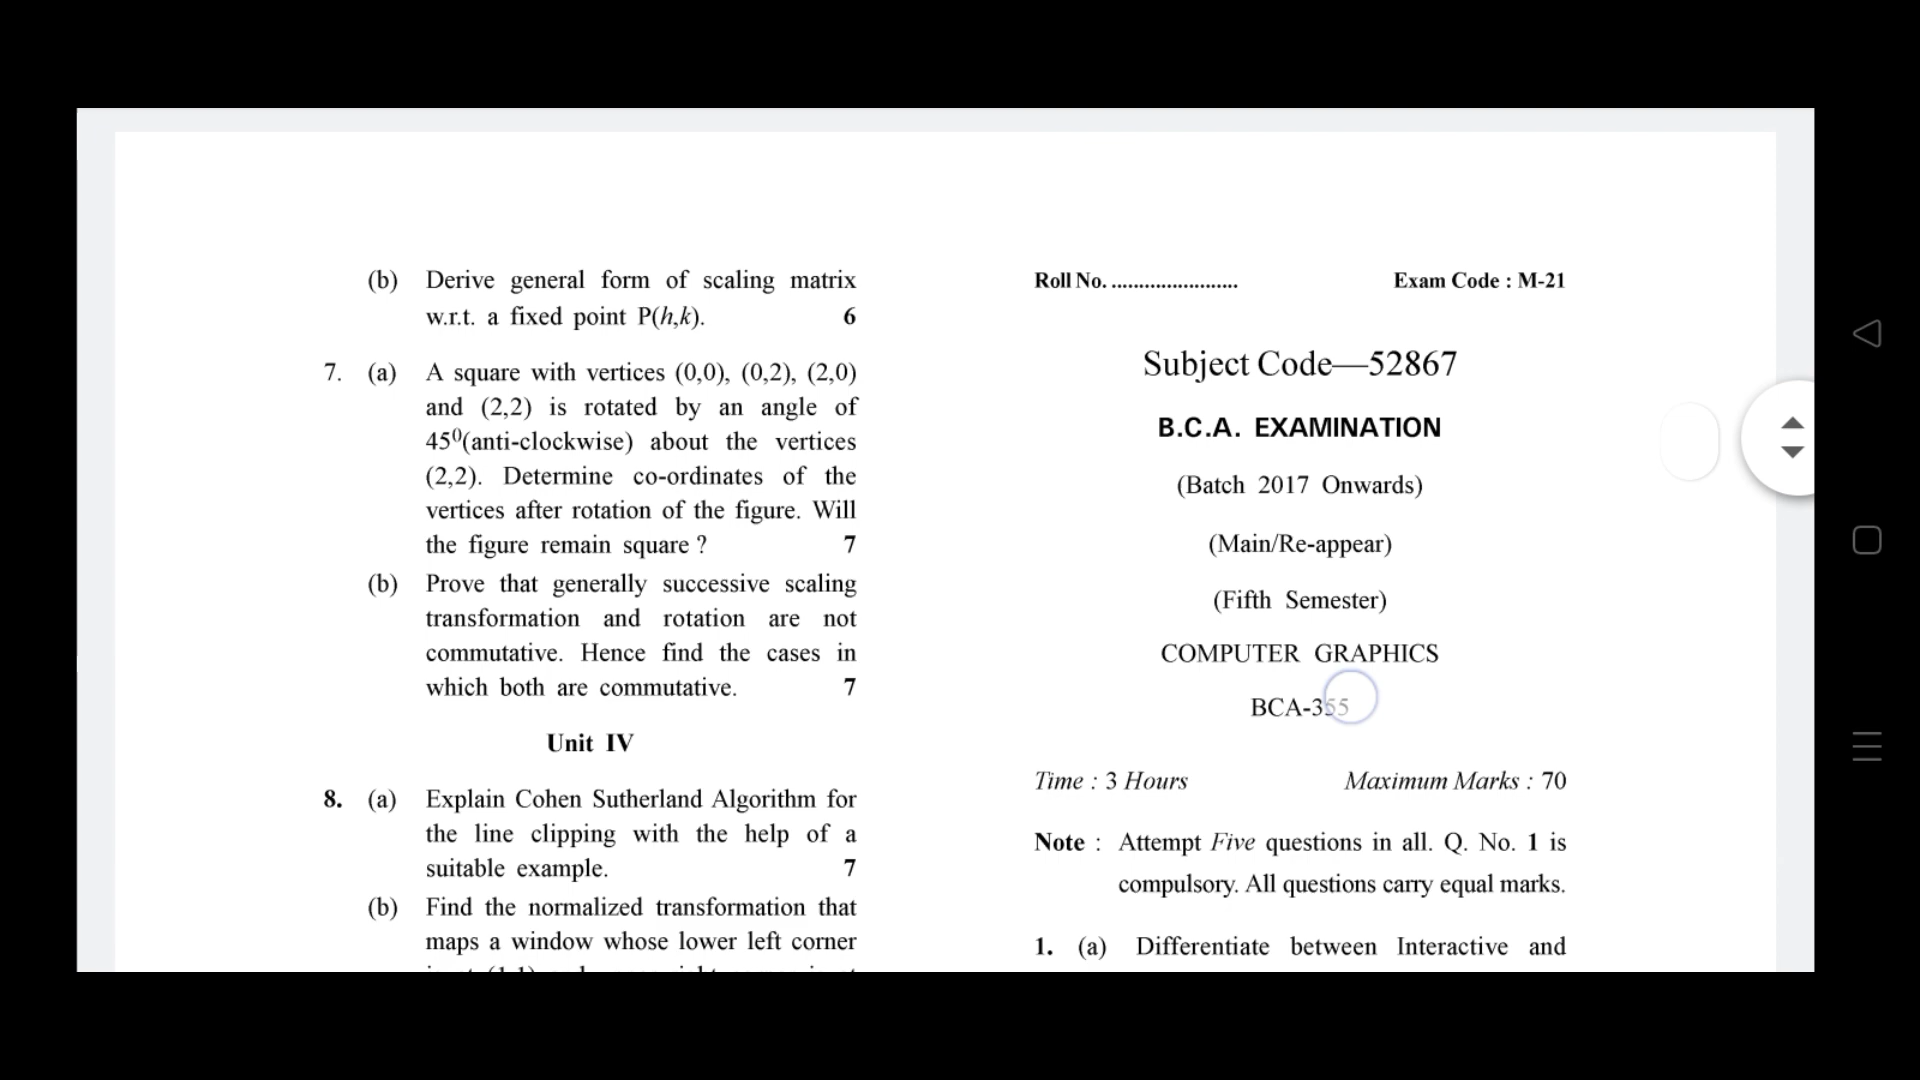 (b) Derive general form of scaling matrix
w.r.t. a fixed point P(h,k). 6
7. (a) A square with vertices (0,0), (0,2), (2,0)
and (2,2) is rotated by an angle of
45⁰(anti-clockwise) about the vertices
(2,2). Determine co-ordinates of the
vertices after rotation of the figure. Will
the figure remain square ? 7
(b) Prove that generally successive scaling
transformation and rotation are not
commutative. Hence find the cases in
which both are commutative. 7
Unit IV
8. (a) Explain Cohen Sutherland Algorithm for
the line clipping with the help of a
suitable example. 7
(b) Find the normalized transformation that
maps a window whose lower left corner
Roll No. .......................
Exam Code : M-21
Subject Code—52867
B.C.A. EXAMINATION
(Batch 2017 Onwards)
(Main/Re-appear)
(Fifth Semester)
COMPUTER GRAPHICS
BCA-355
Time : 3 Hours
Maximum Marks : 70
Note : Attempt Five questions in all. Q. No. 1 is
compulsory. All questions carry equal marks.
1. (a) Differentiate between Interactive and